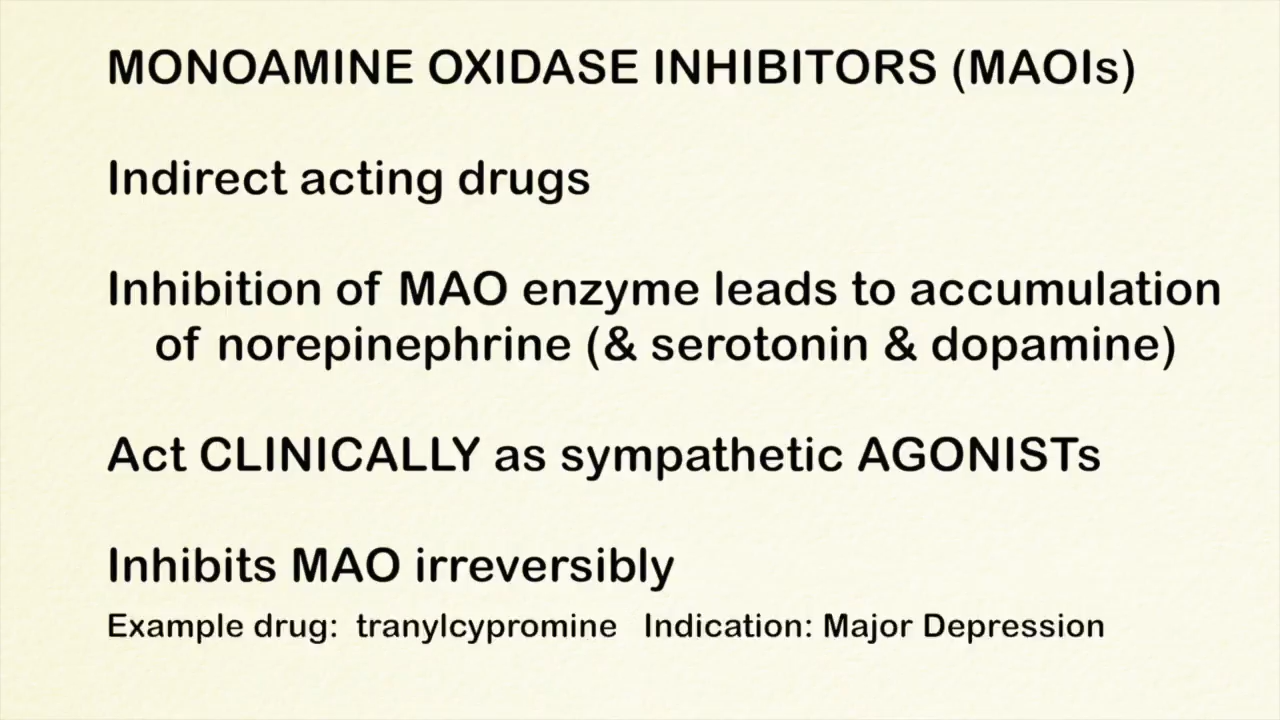 MONOAMINE OXIDASE INHIBITORS (MAOIs)
Indirect acting drugs
Inhibition of MAO enzyme leads to accumulation
of norepinephrine (& serotonin & dopamine)
Act CLINICALLY as sympathetic AGONISTs
Inhibits MAO irreversibly
Example drug: tranylcypromine Indication: Major Depression